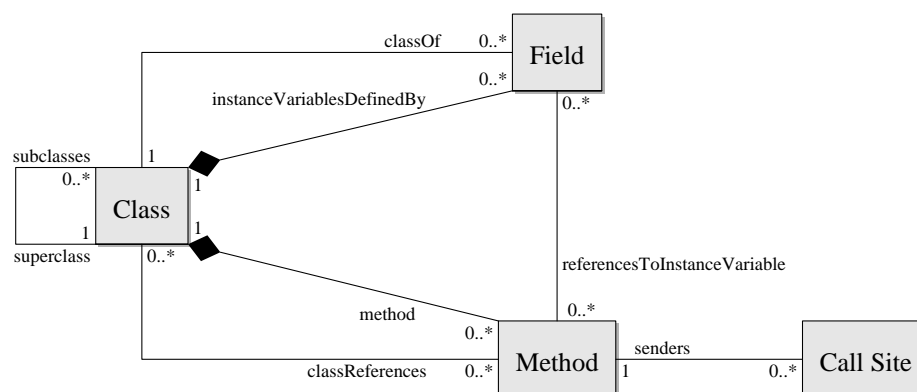 classOf
0..*
Field
0..*
instanceVariablesDefinedBy
0..*
subclasses
1
0..*
1
Class
1
1
superclass
0..*
referencesToInstanceVariable
method
0..*
0..*
senders
classReferences
0..*
Method
1
0..*
Call Site